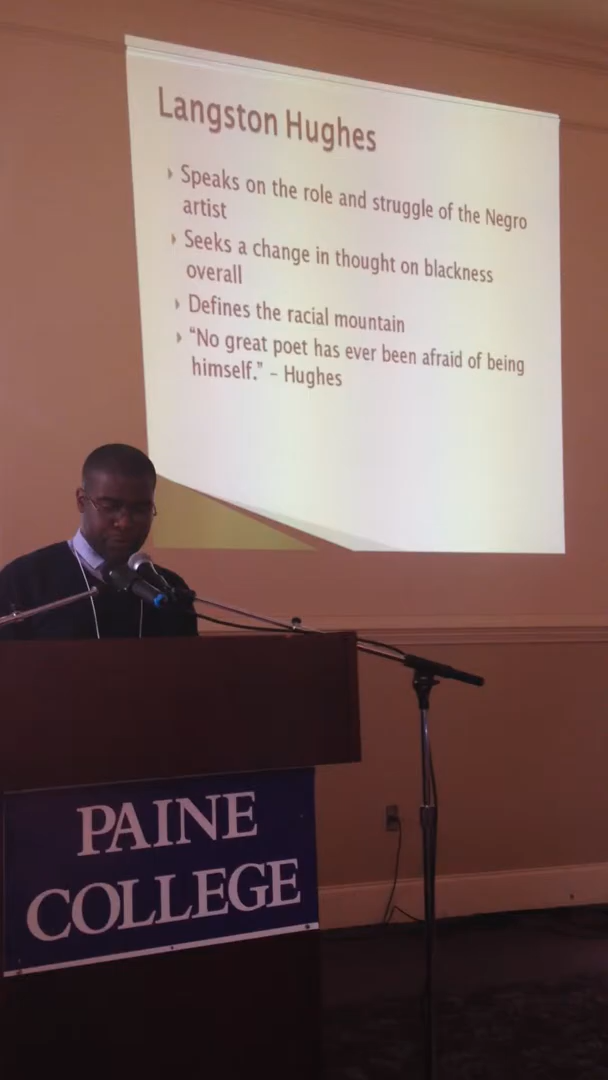 Langston Hughes
Speaks on the role and struggle of the Negro
artist
Seeks a change in thought on blackness
overall
Defines the racial mountain
“No great poet has ever been afraid of being
himself.” – Hughes
PAINE
COLLEGE